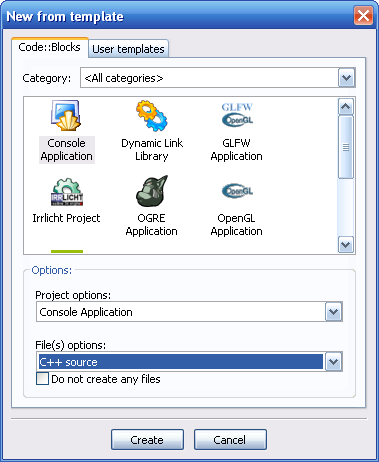 New from template
Code::Blocks User templates
Category: <All categories>
Console Application
Dynamic Link Library
GLFW
OpenGL
GLFW Application
IRRLICHT
Irrlicht Project
OGRE Application
OpenGL
OpenGL Application
Options:
Project options:
Console Application
File(s) options:
C++ source
Do not create any files
Create Cancel